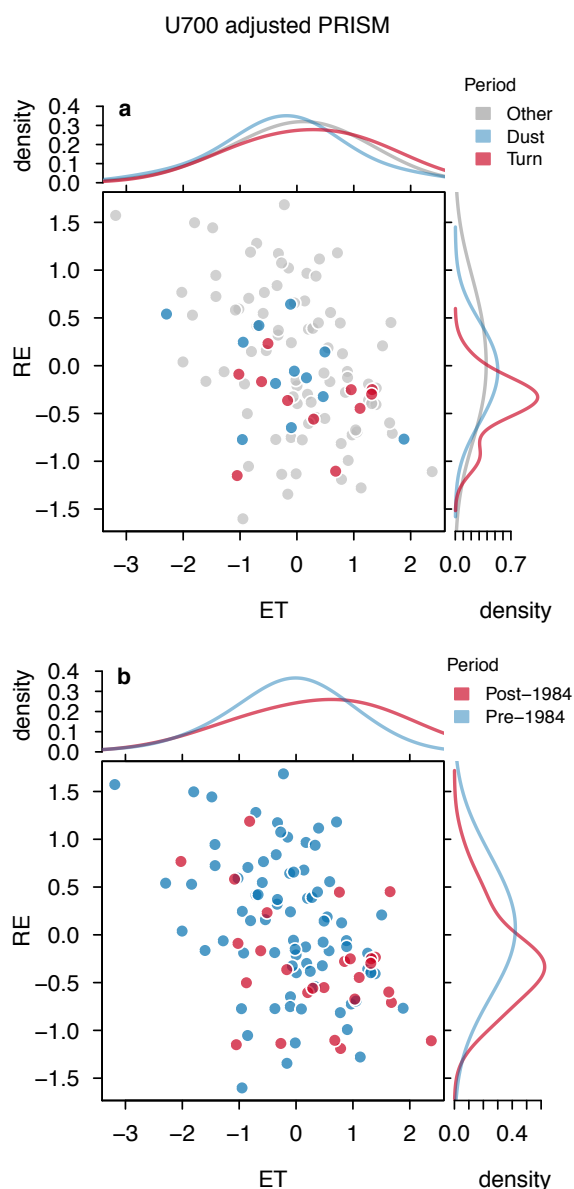 U700 adjusted PRISM
a
Period
Other
Dust
Turn
density
0.4
0.3
0.2
0.1
0.0
RE
1.5
1.0
0.5
0.0
−0.5
−1.0
−1.5
−3 −2 −1 0 1 2
ET
0.0 0.7
density
b
Period
Post−1984
Pre−1984
density
0.4
0.3
0.2
0.1
0.0
RE
1.5
1.0
0.5
0.0
−0.5
−1.0
−1.5
−3 −2 −1 0 1 2
ET
0.0 0.4
density